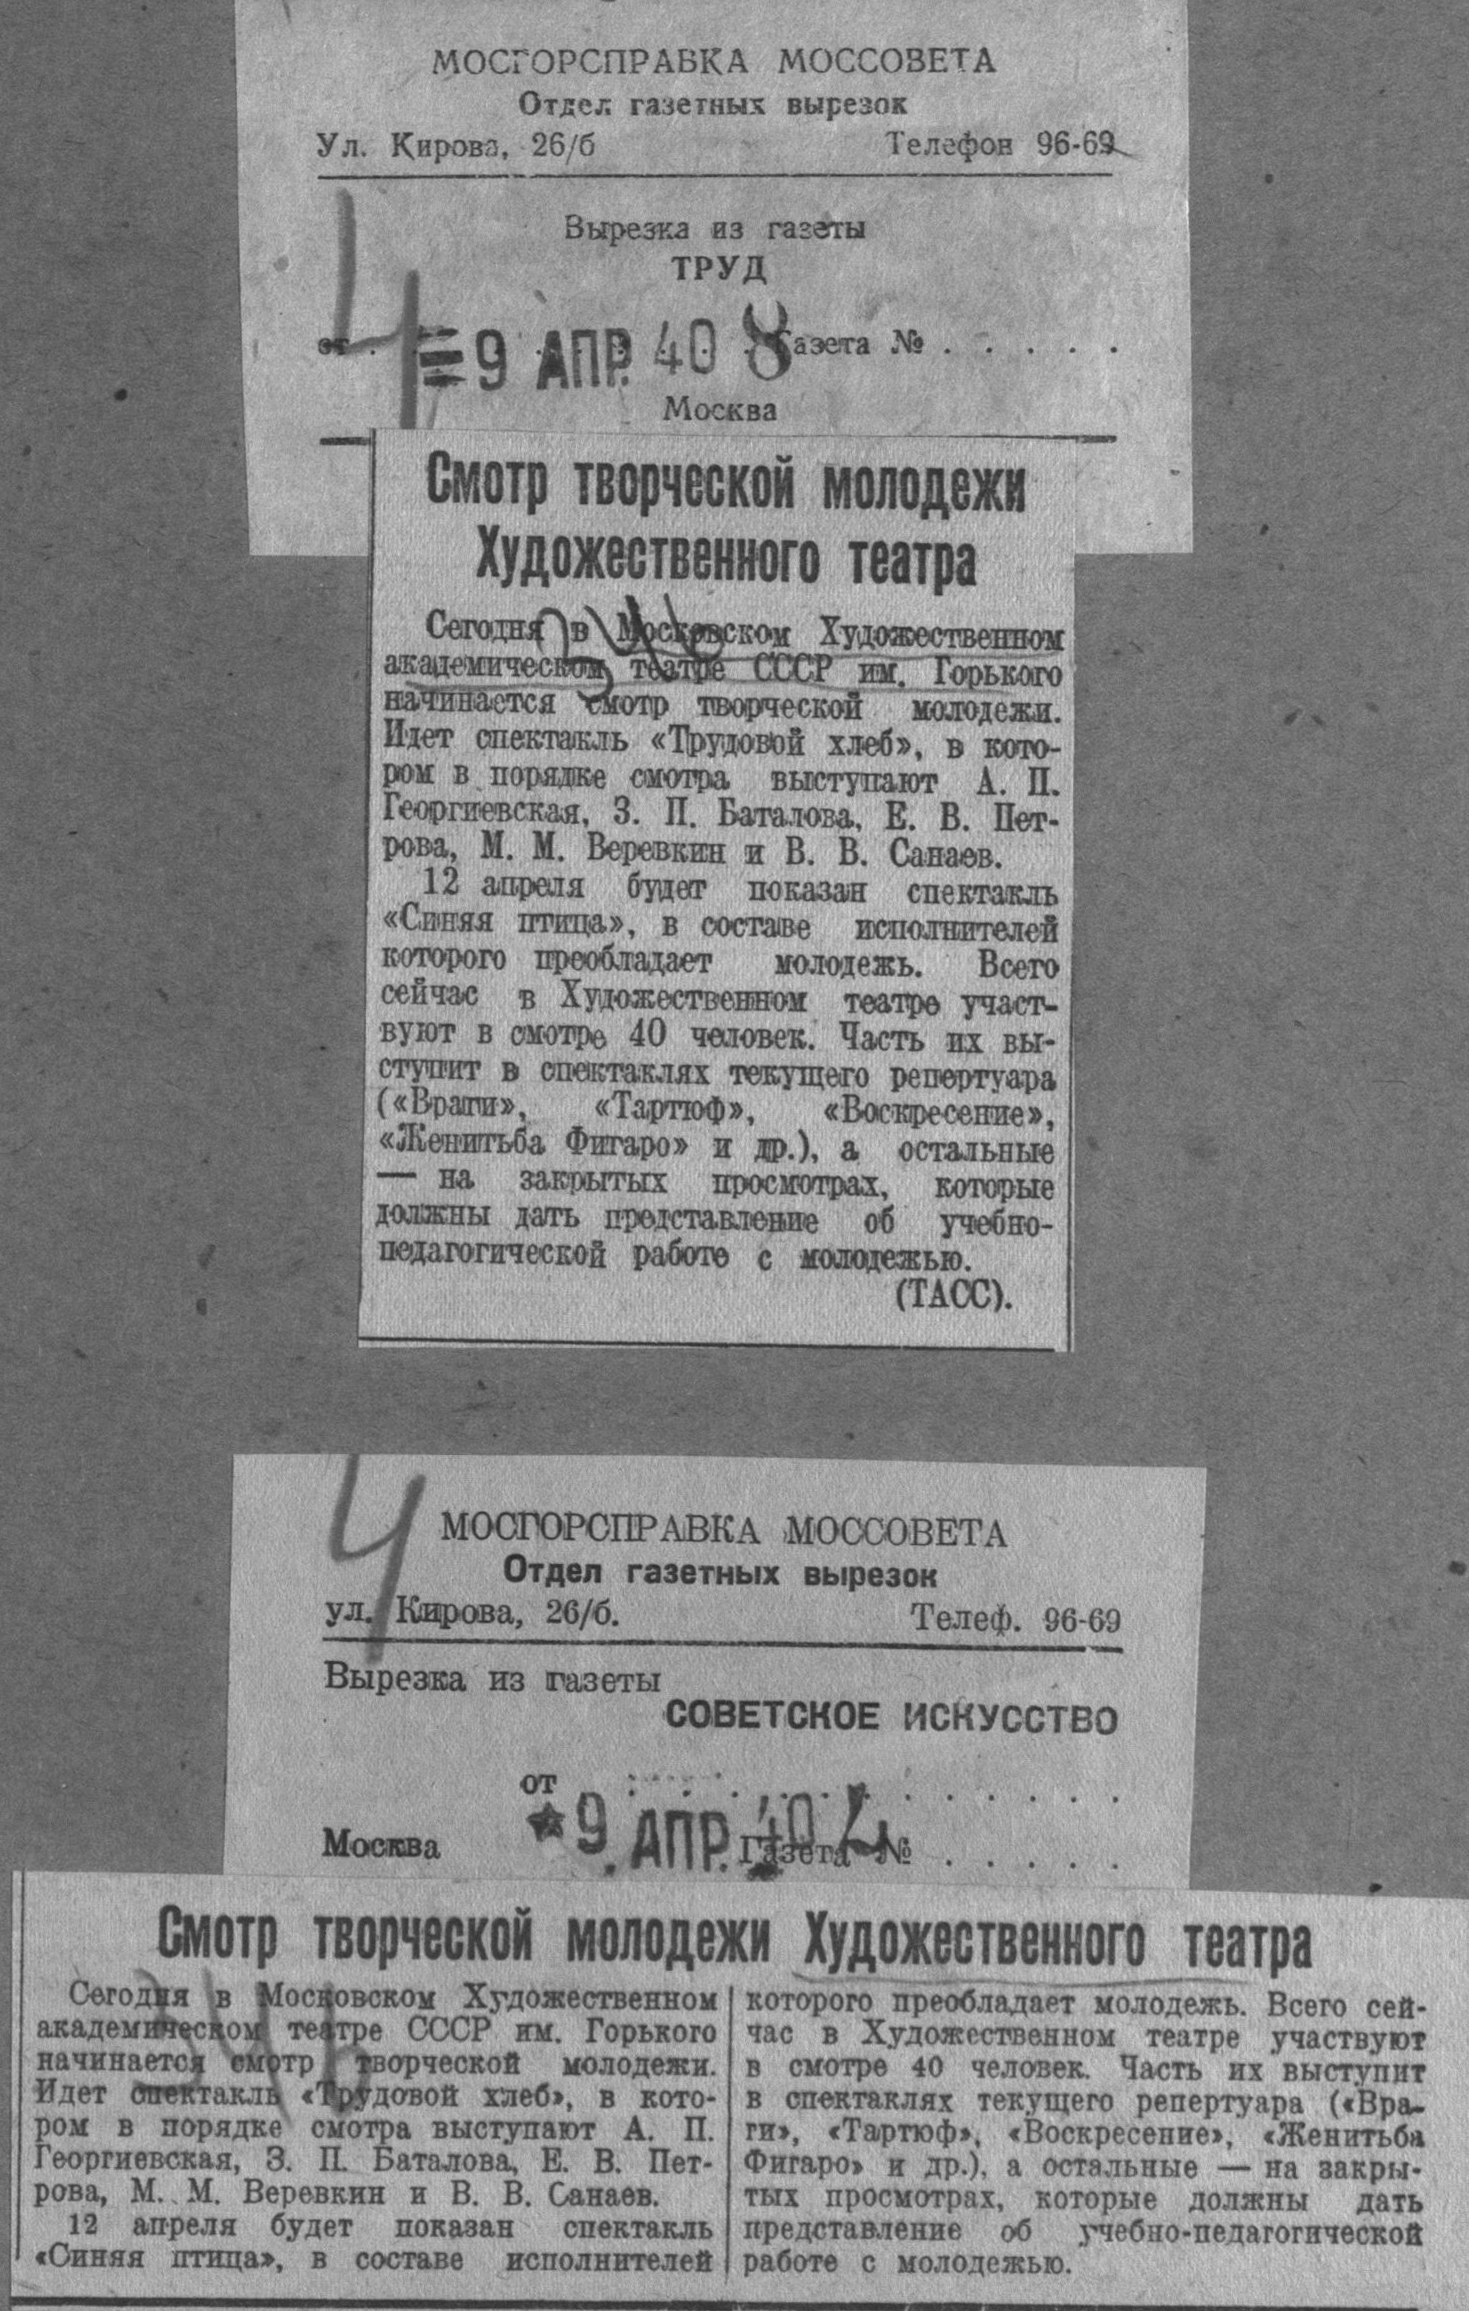 МОСГОРСПРАВКА МОССОВЕТА
Отдел газетных вырезок
Ул. Кирова, 26/б Телефон 96-69
Вырезка из газеты
ТРУД
4
от 9 АПР. 40 8 Газета № . . . . .
Москва
Смотр творческой молодежи
Художественного театра
Сегодня в Московском Художественном
академическом театре СССР им. Горького
начинается смотр творческой молодежи.
Идет спектакль «Трудовой хлеб», в кото-
ром в порядке смотра выступают А. П.
Георгиевская, З. П. Баталова, Е. В. Пет-
рова, М. М. Веревкин и В. В. Санаев.
12 апреля будет показан спектакль
«Синяя птица», в составе исполнителей
которого преобладает молодежь. Всего
сейчас в Художественном театре участ-
вуют в смотре 40 человек. Часть их вы-
ступит в спектаклях текущего репертуара
(«Враги», «Тартюф», «Воскресение»,
«Женитьба Фигаро» и др.), а остальные
— на закрытых просмотрах, которые
должны дать представление об учебно-
педагогической работе с молодежью.
(ТАСС).
4
МОСГОРСПРАВКА МОССОВЕТА
Отдел газетных вырезок
ул. Кирова, 26/б. Телеф. 96-69
Вырезка из газеты
СОВЕТСКОЕ ИСКУССТВО
от
★ 9. АПР. 40
Москва Газета № . . . . .
Смотр творческой молодежи Художественного театра
Сегодня в Московском Художественном
академическом театре СССР им. Горького
начинается смотр творческой молодежи.
Идет спектакль «Трудовой хлеб», в кото-
ром в порядке смотра выступают А. П.
Георгиевская, З. П. Баталова, Е. В. Пет-
рова, М. М. Веревкин и В. В. Санаев.
12 апреля будет показан спектакль
«Синяя птица», в составе исполнителей
которого преобладает молодежь. Всего сей-
час в Художественном театре участвуют
в смотре 40 человек. Часть их выступит
в спектаклях текущего репертуара («Вра-
ги», «Тартюф», «Воскресение», «Женитьба
Фигаро» и др.), а остальные — на закры-
тых просмотрах, которые должны дать
представление об учебно-педагогической
работе с молодежью.